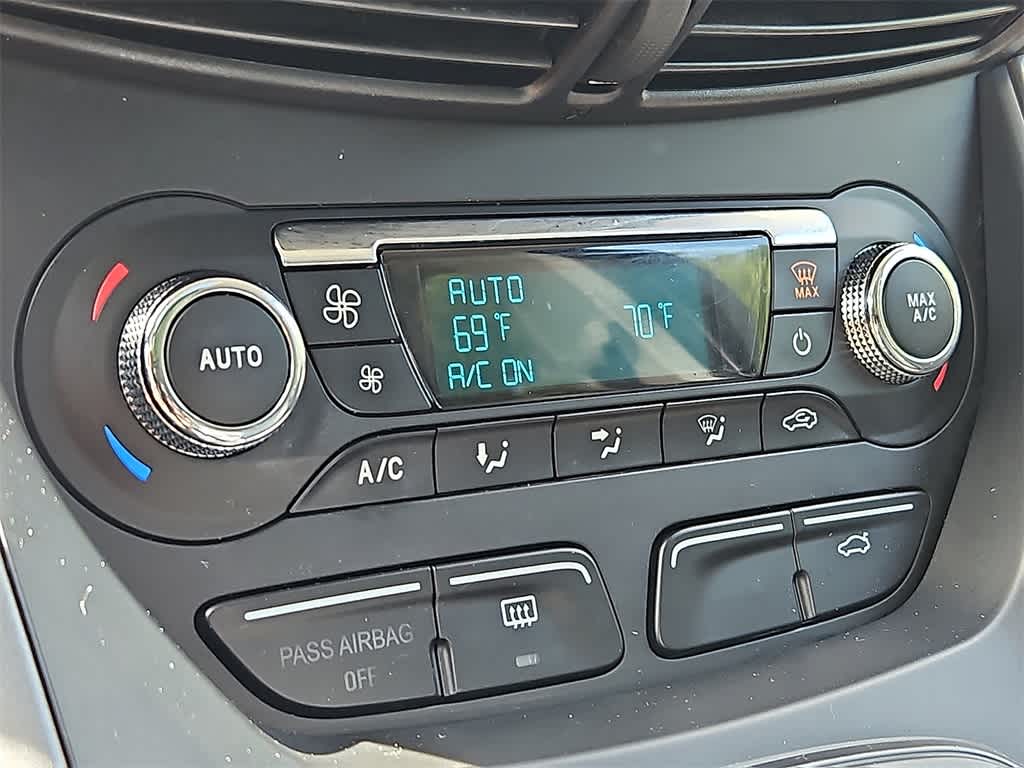 AUTO
69°F 70°F
A/C ON
AUTO
MAX
MAX
A/C
A/C
PASS AIRBAG
OFF